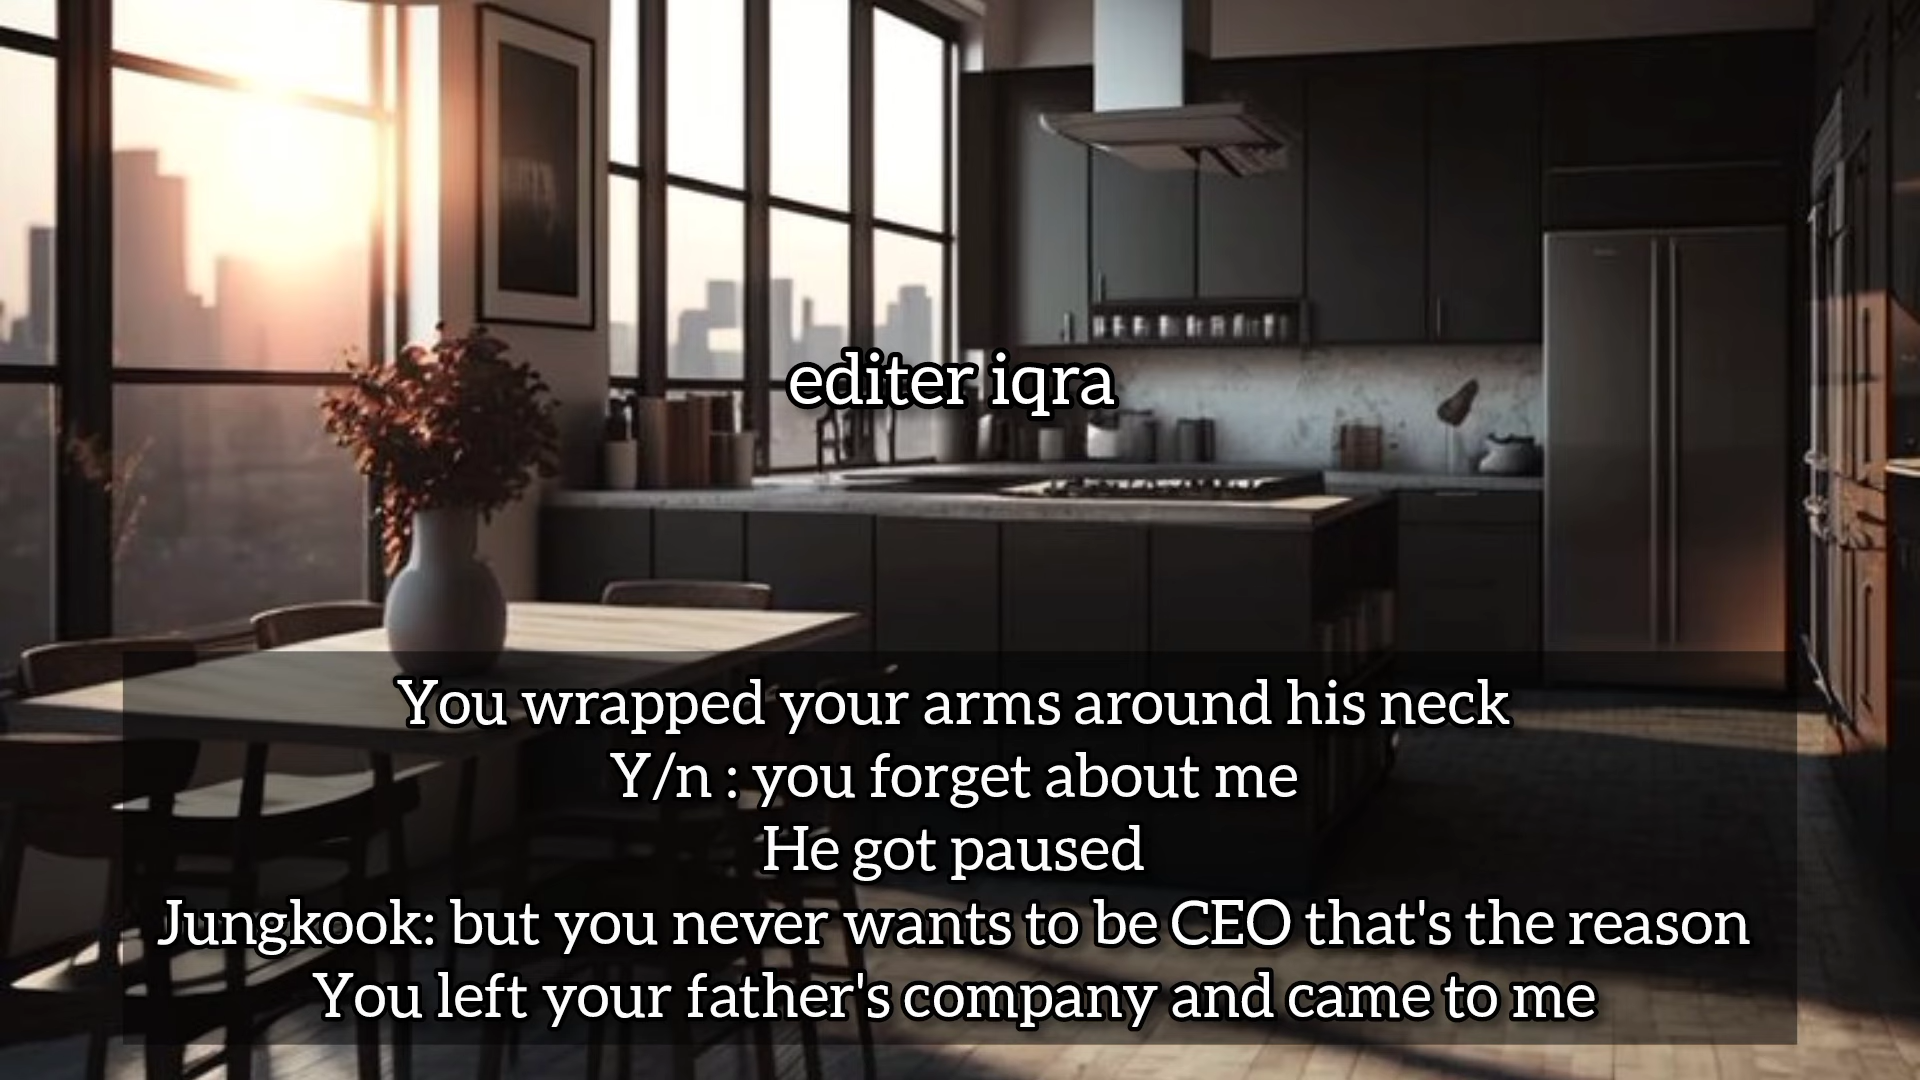 editer iqra
You wrapped your arms around his neck
Y/n : you forget about me
He got paused
Jungkook: but you never wants to be CEO that's the reason
You left your father's company and came to me